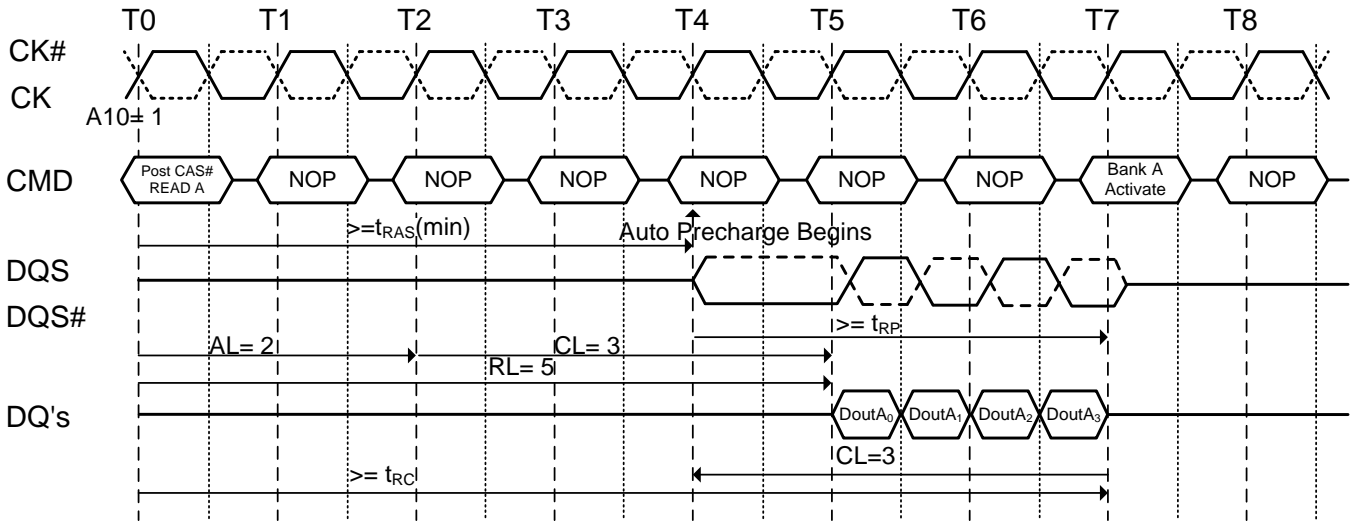 T0 T1 T2 T3 T4 T5 T6 T7 T8
CK#
CK
A10= 1
CMD
Post CAS#
READ A
NOP NOP NOP NOP NOP NOP
Bank A
Activate
NOP
>=tRAS(min)
Auto Precharge Begins
DQS
DQS#
>= tRP
AL= 2
CL= 3
RL= 5
DQ's
DoutA0 DoutA1 DoutA2 DoutA3
CL=3
>= tRC